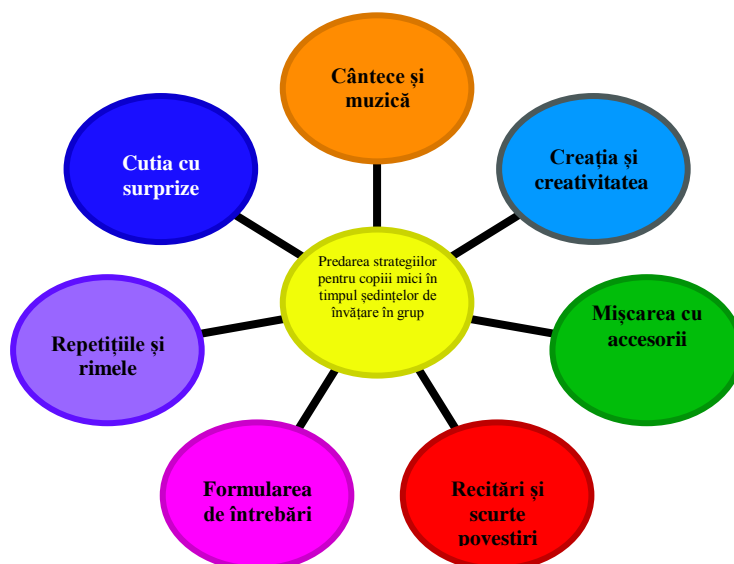 Cântece și
muzică
Creația și
creativitatea
Mișcarea cu
accesorii
Recitări și
scurte
povestiri
Formularea
de întrebări
Repetițiile și
rimele
Cutia cu
surprize
Predarea strategiilor
pentru copiii mici în
timpul ședințelor de
învățare în grup